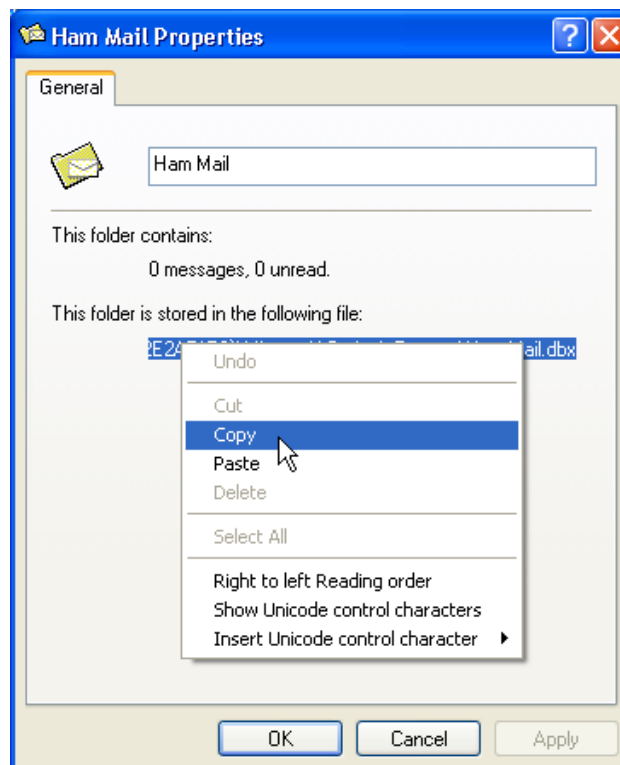 Ham Mail Properties
General
Ham Mail
This folder contains:
0 messages, 0 unread.
This folder is stored in the following file:
ail.dbx
Undo
Cut
Copy
Paste
Delete
Select All
Right to left Reading order
Show Unicode control characters
Insert Unicode control character
OK
Cancel
Apply